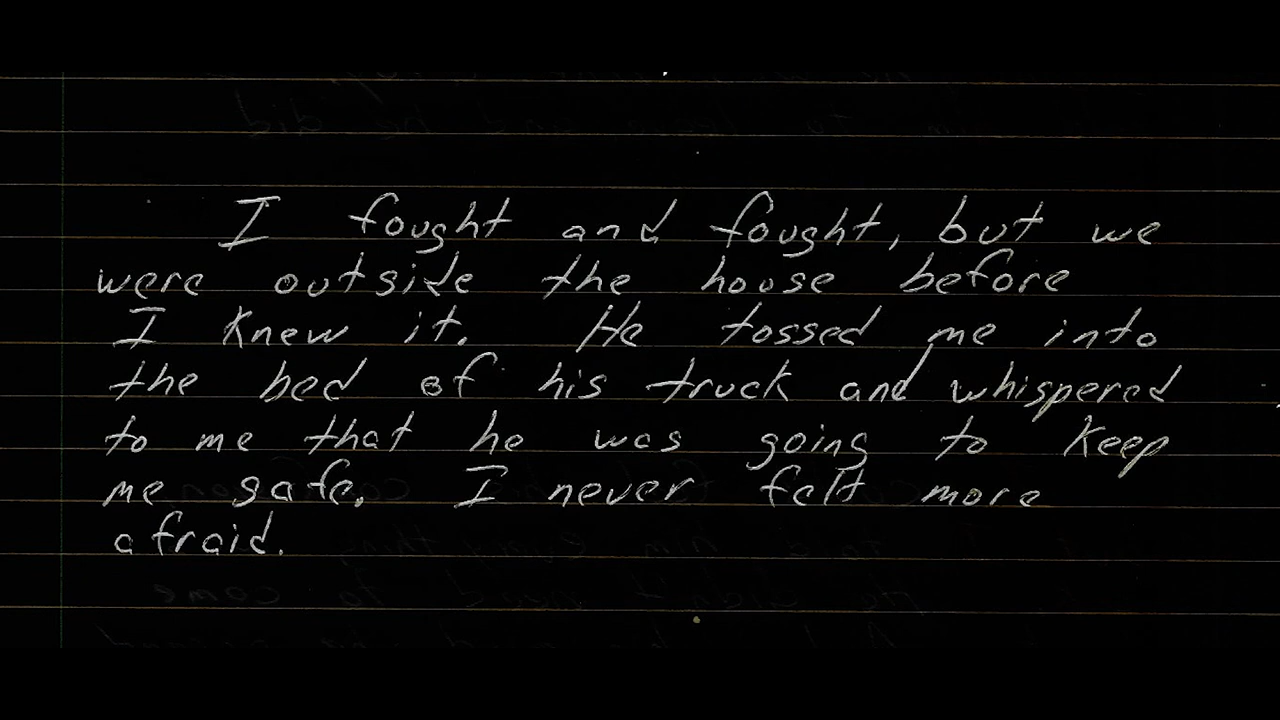 I fought and fought, but we
were outside the house before
I knew it. He tossed me into
the bed of his truck and whispered
to me that he was going to keep
me safe. I never felt more
afraid.